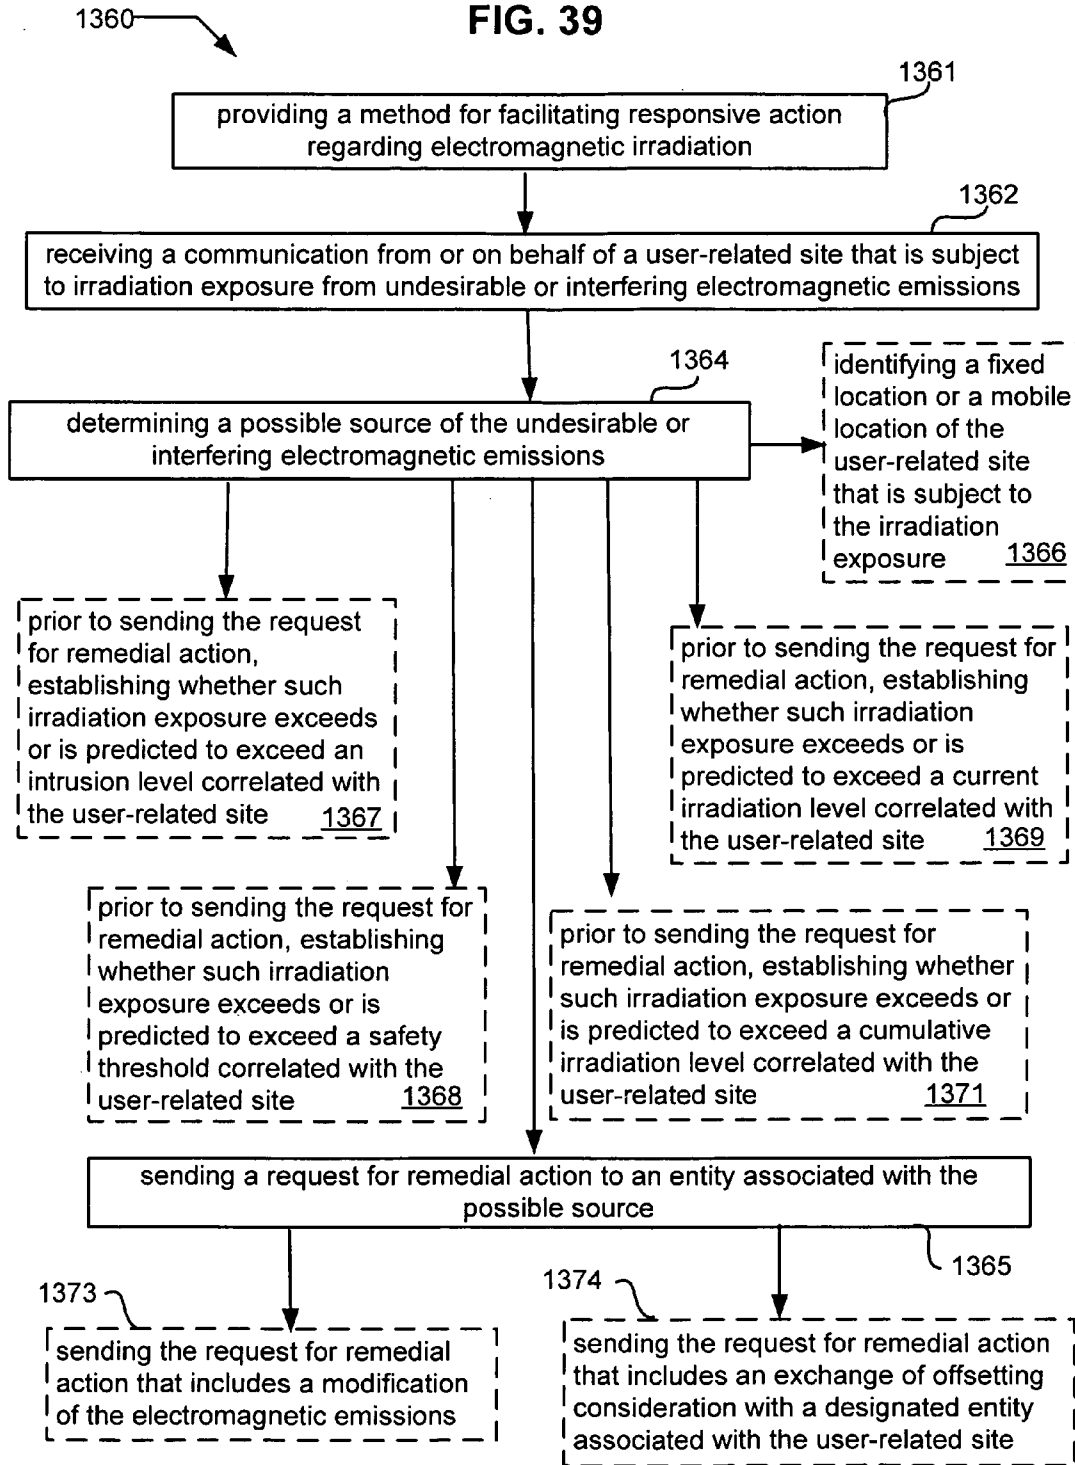 FIG. 39
1360
1361
providing a method for facilitating responsive action
regarding electromagnetic irradiation
1362
receiving a communication from or on behalf of a user-related site that is subject
to irradiation exposure from undesirable or interfering electromagnetic emissions
1364
determining a possible source of the undesirable or
interfering electromagnetic emissions
identifying a fixed
location or a mobile
location of the
user-related site
that is subject to
the irradiation
exposure 1366
prior to sending the request
for remedial action,
establishing whether such
irradiation exposure exceeds
or is predicted to exceed an
intrusion level correlated with
the user-related site 1367
prior to sending the request for
remedial action, establishing
whether such irradiation
exposure exceeds or is
predicted to exceed a current
irradiation level correlated with
the user-related site 1369
prior to sending the request for
remedial action, establishing
whether such irradiation
exposure exceeds or is
predicted to exceed a safety
threshold correlated with the
user-related site 1368
prior to sending the request for
remedial action, establishing whether
such irradiation exposure exceeds or
is predicted to exceed a cumulative
irradiation level correlated with the
user-related site 1371
sending a request for remedial action to an entity associated with the
possible source
1365
1373
sending the request for remedial
action that includes a modification
of the electromagnetic emissions
1374
sending the request for remedial action
that includes an exchange of offsetting
consideration with a designated entity
associated with the user-related site